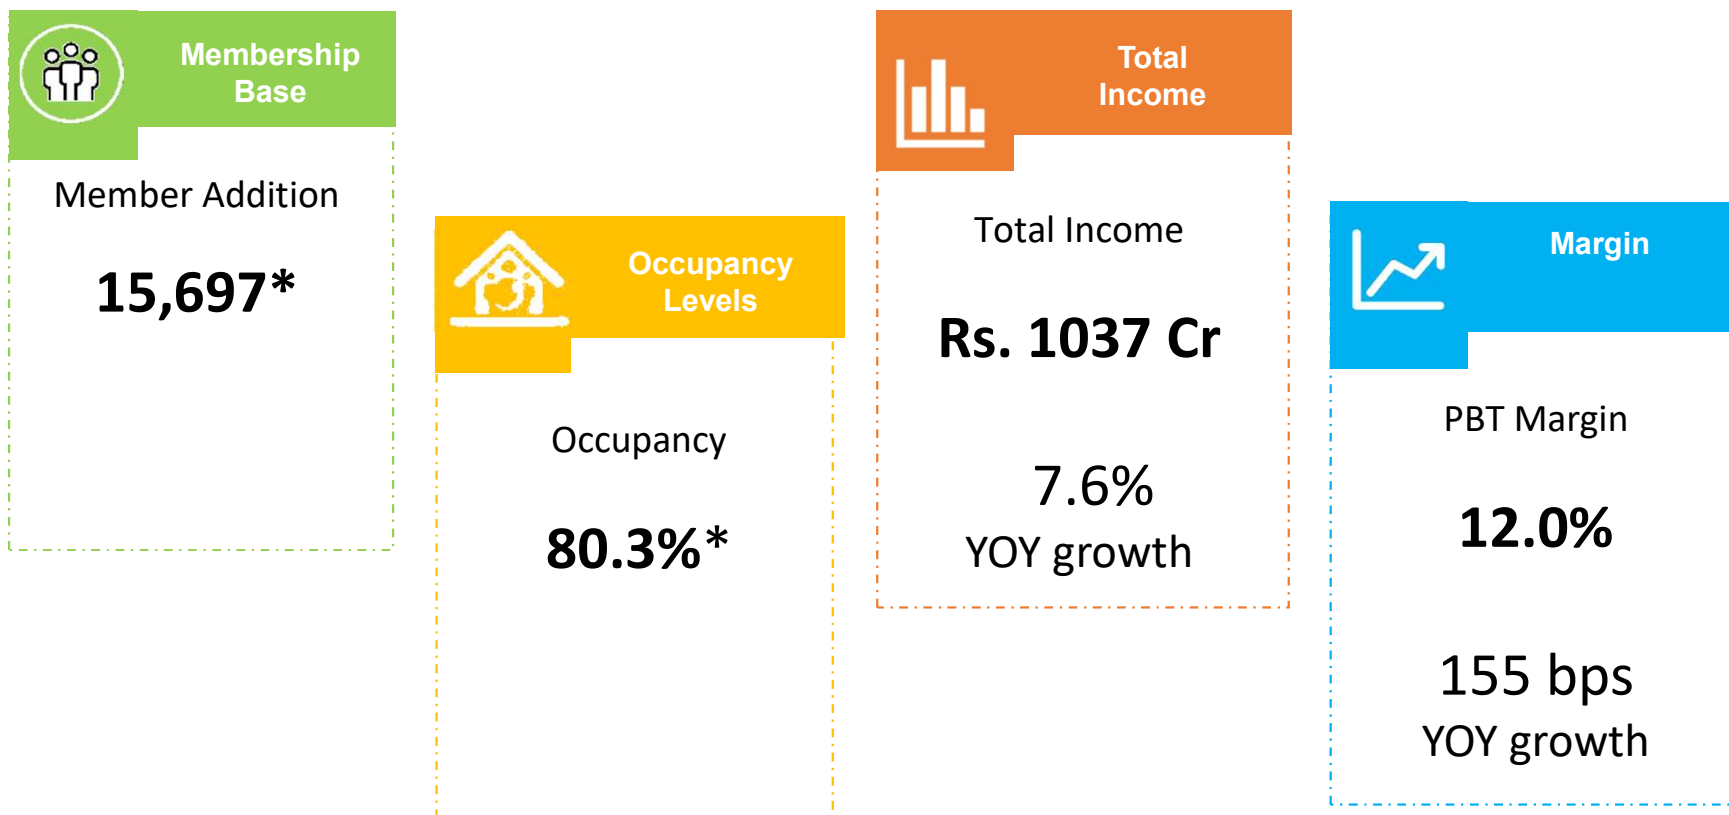 Membership
Base
Member Addition
15,697*
Occupancy
Levels
Occupancy
80.3%*
Total
Income
Total Income
Rs. 1037 Cr
7.6%
YOY growth
Margin
PBT Margin
12.0%
155 bps
YOY growth